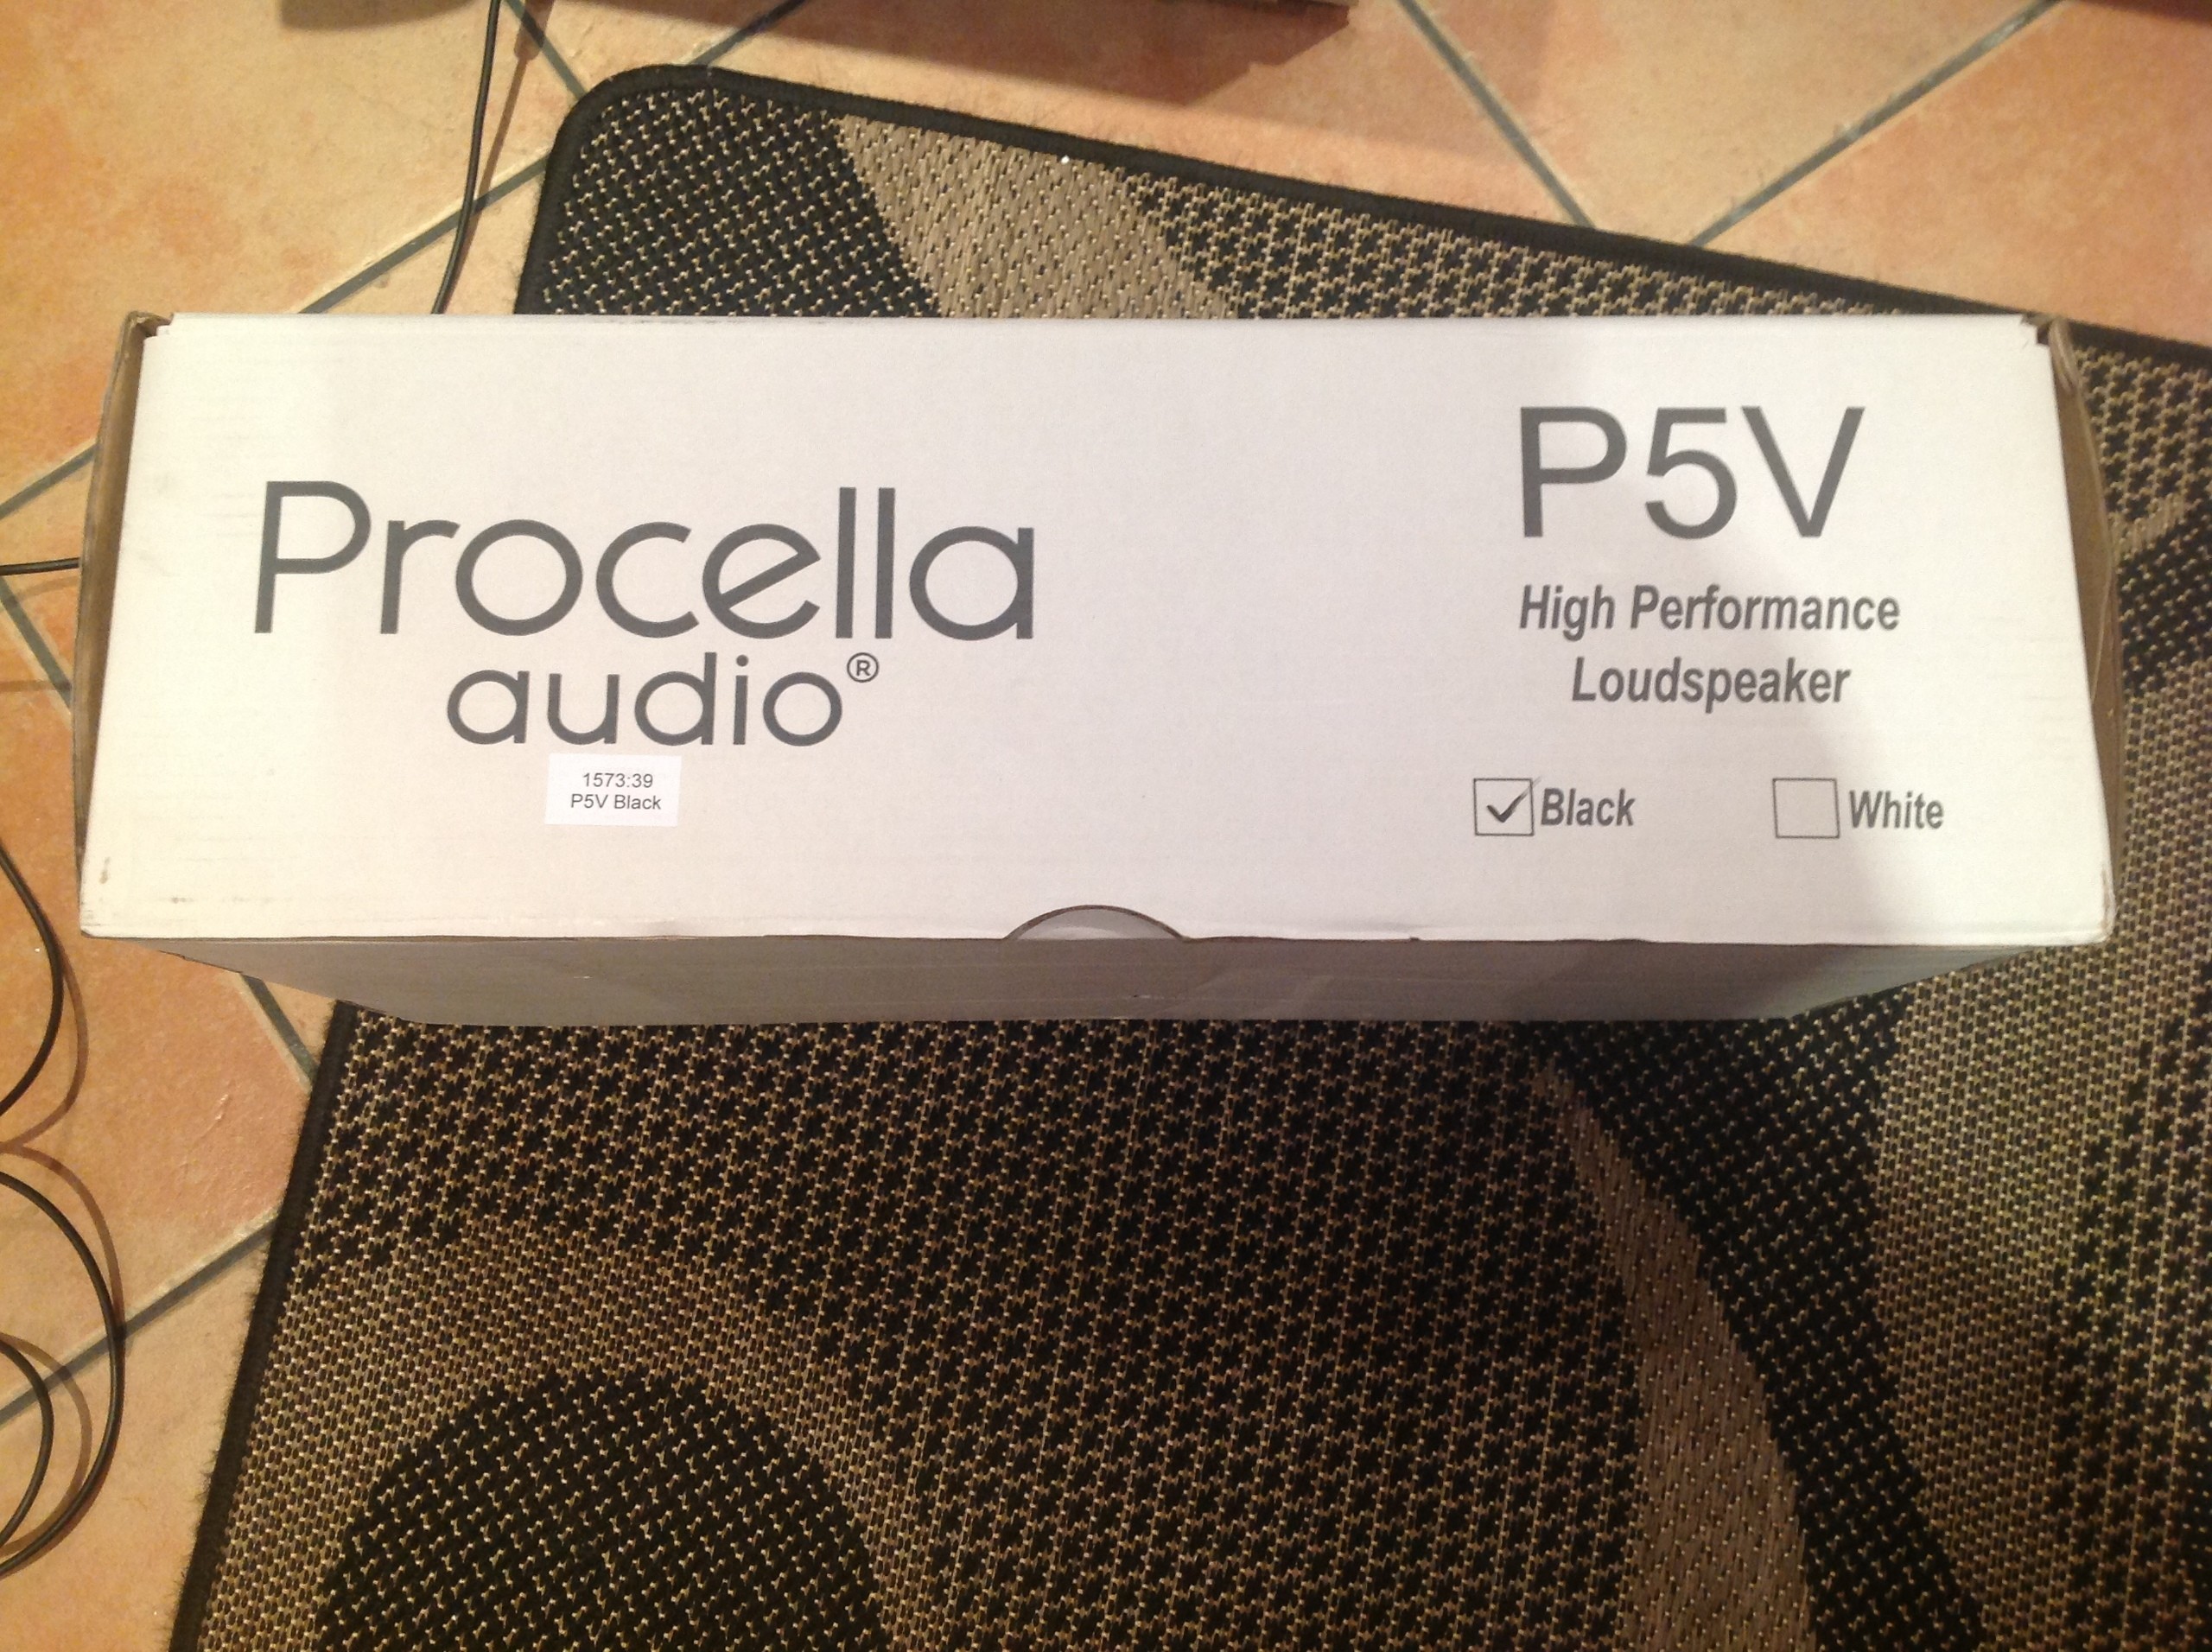 Procella
audio®
1573:39
P5V Black
P5V
High Performance
Loudspeaker
Black
White